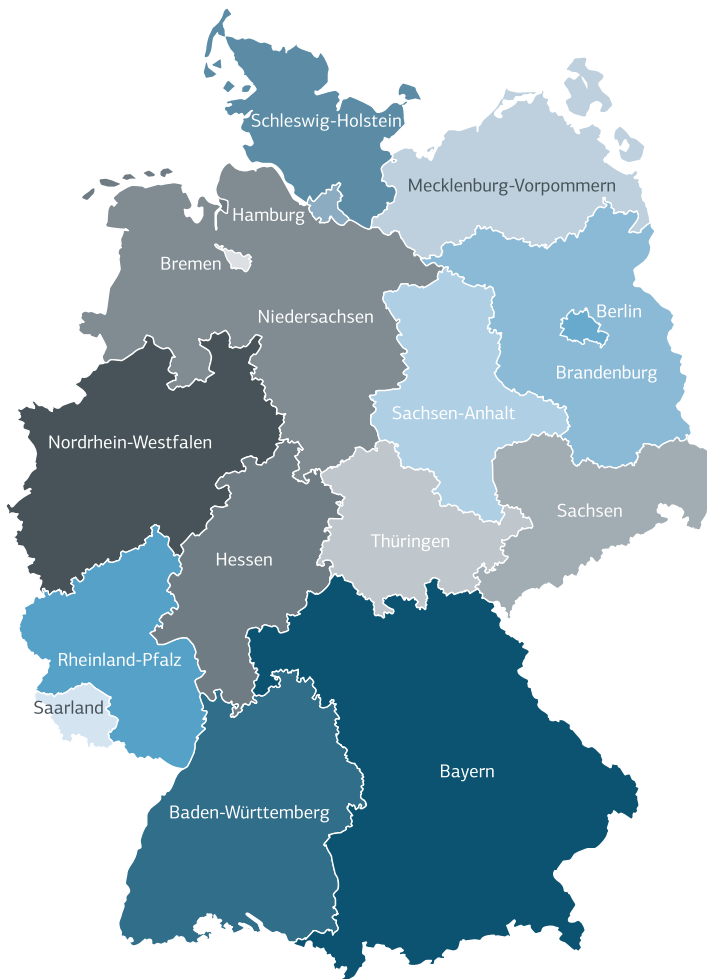 Schleswig-Holstein
Mecklenburg-Vorpommern
Hamburg
Bremen
Niedersachsen
Berlin
Brandenburg
Sachsen-Anhalt
Nordrhein-Westfalen
Sachsen
Thüringen
Hessen
Rheinland-Pfalz
Saarland
Bayern
Baden-Württemberg